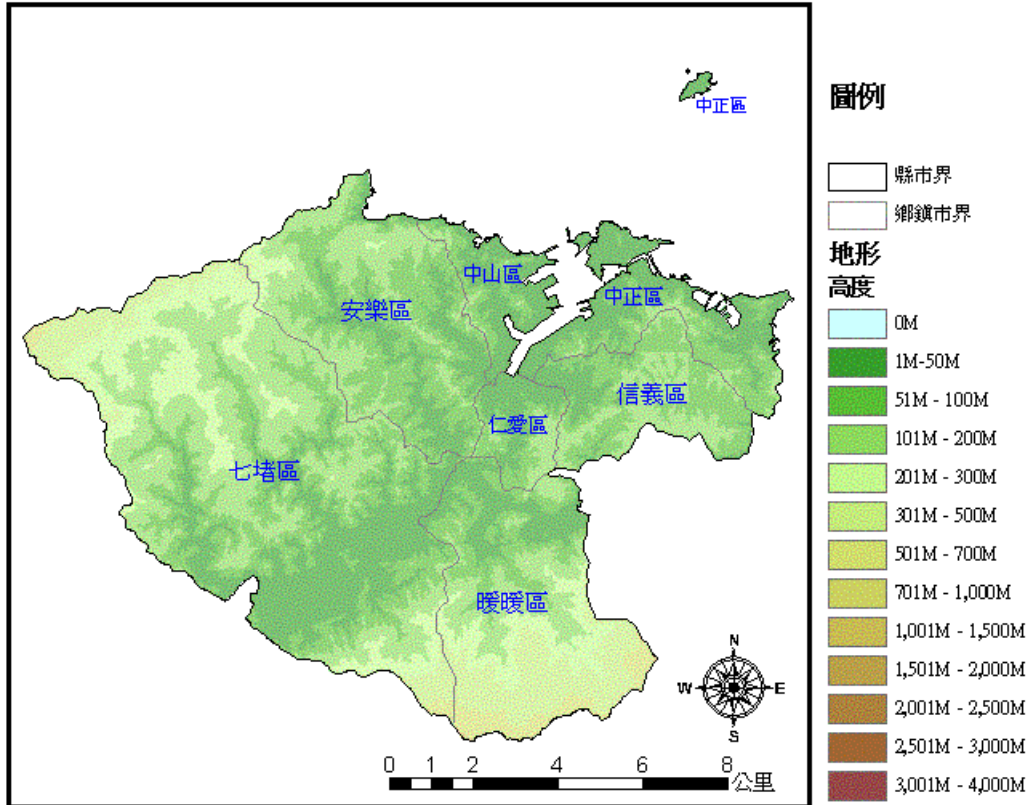 中正區
圖例
縣市界
鄉鎮市界
地形
高度
0M
1M-50M
51M - 100M
101M - 200M
201M - 300M
301M - 500M
501M - 700M
701M - 1,000M
1,001M - 1,500M
1,501M - 2,000M
2,001M - 2,500M
2,501M - 3,000M
3,001M - 4,000M
中山區
安樂區
中正區
信義區
仁愛區
七堵區
暖暖區
N
W
E
S
0 1 2 4 6 8
公里